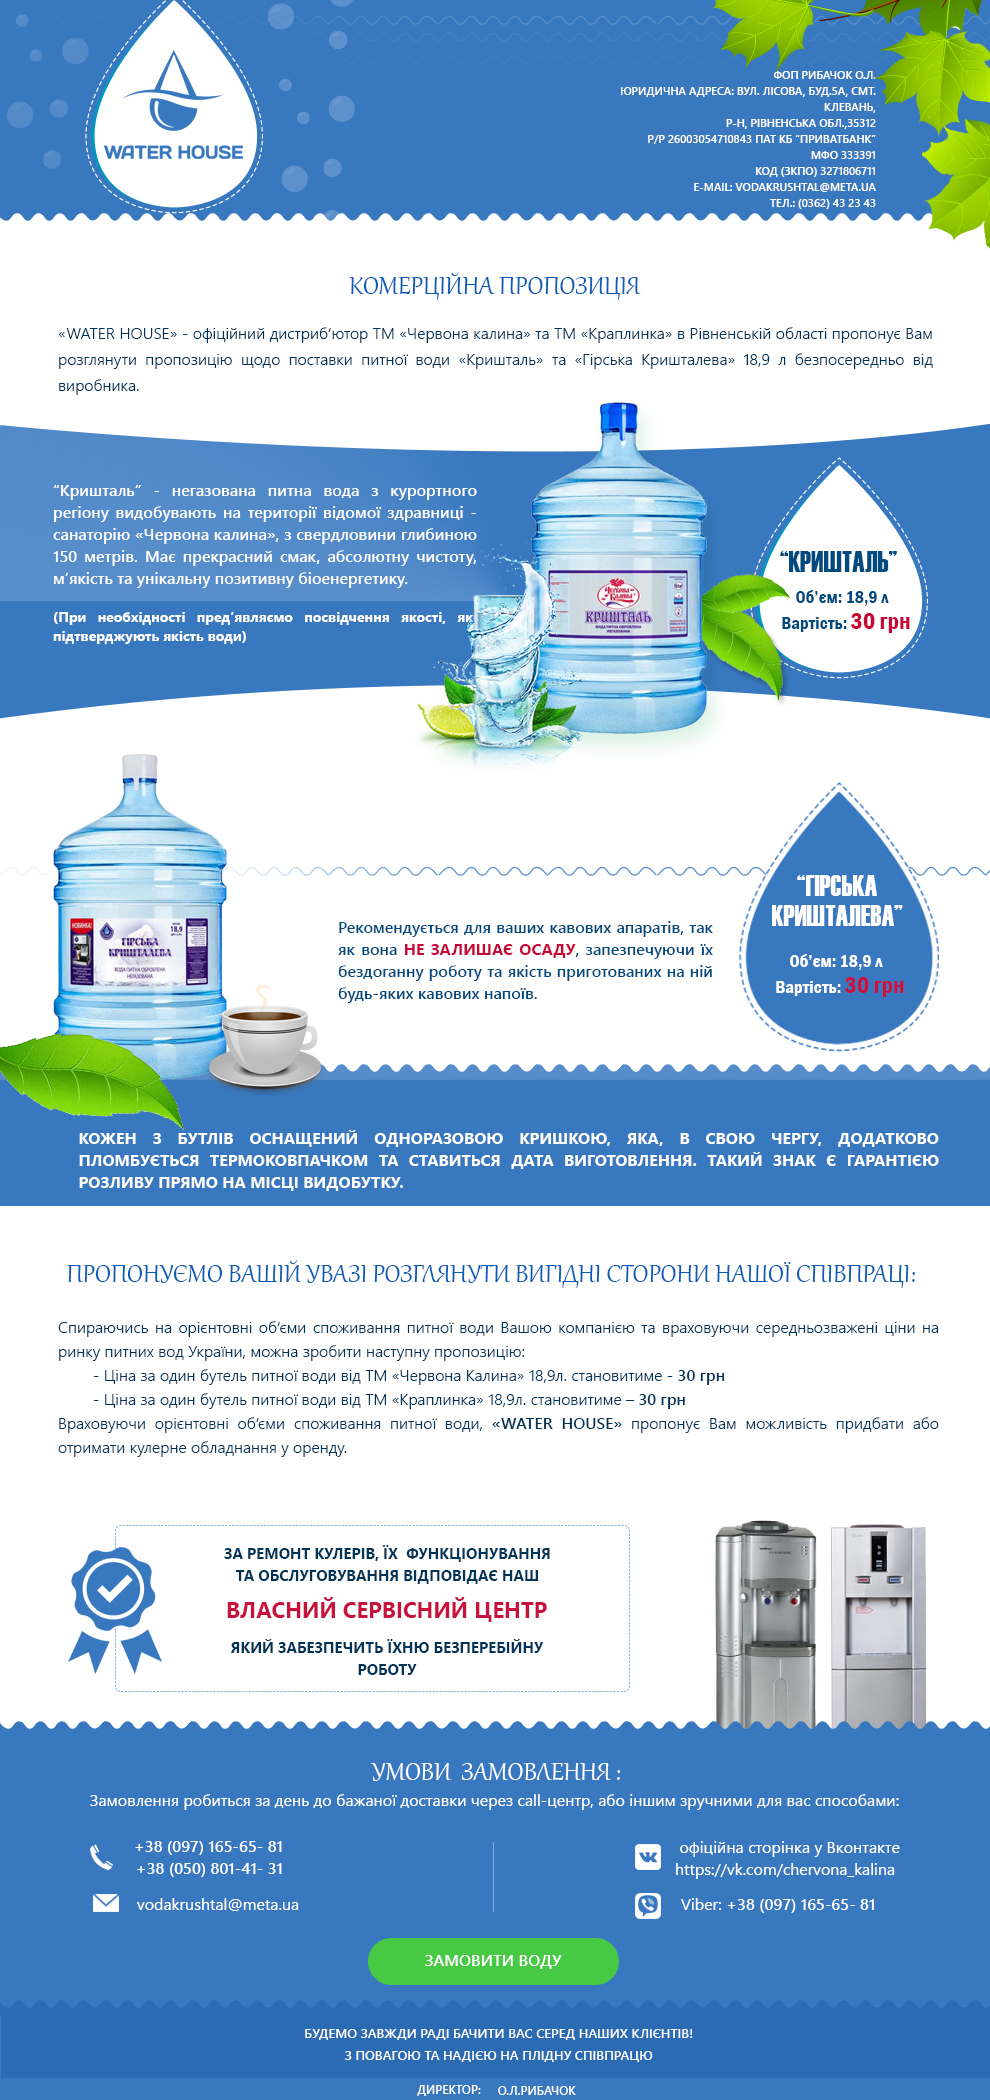 WATER HOUSE
ФОП РИБАЧОК О.Л.
ЮРИДИЧНА АДРЕСА: ВУЛ. ЛІСОВА, БУД.5А, СМТ.
КЛЕВАНЬ,
Р-Н, РІВНЕНСЬКА ОБЛ.,35312
Р/Р 26003054710843 ПАТ КБ "ПРИВАТБАНК"
МФО 333391
КОД (ЗКПО) 3271806711
E-MAIL: VODAKRUSHTAL@META.UA
ТЕЛ.: (0362) 43 23 43
КОМЕРЦІЙНА ПРОПОЗИЦІЯ
«WATER HOUSE» - офіційний дистриб’ютор ТМ «Червона калина» та ТМ «Краплинка» в Рівненській області пропонує Вам
розглянути пропозицію щодо поставки питної води «Кришталь» та «Гірська Кришталева» 18,9 л безпосередньо від
виробника.
“Кришталь” - негазована питна вода з курортного
регіону видобувають на території відомої здравниці -
санаторію «Червона калина», з свердловини глибиною
150 метрів. Має прекрасний смак, абсолютну чистоту,
м’якість та унікальну позитивну біоенергетику.
(При необхідності пред’являємо посвідчення якості, як
підтверджують якість води)
Червона Калина
КРИШТАЛЬ
ВОДА ПИТНА ОБРОБЛЕНА
НЕГАЗОВАНА
“КРИШТАЛЬ”
Об’єм: 18,9 л
Вартість: 30 грн
НОВИНКА!
ГІРСЬКА
КРИШТАЛЕВА
ВОДА ПИТНА ОБРОБЛЕНА
НЕГАЗОВАНА
18,9
“ГІРСЬКА
КРИШТАЛЕВА”
Об’єм: 18,9 л
Вартість: 30 грн
Рекомендується для ваших кавових апаратів, так
як вона НЕ ЗАЛИШАЄ ОСАДУ, запезпечуючи їх
бездоганну роботу та якість приготованих на ній
будь-яких кавових напоїв.
КОЖЕН З БУТЛІВ ОСНАЩЕНИЙ ОДНОРАЗОВОЮ КРИШКОЮ, ЯКА, В СВОЮ ЧЕРГУ, ДОДАТКОВО
ПЛОМБУЄТЬСЯ ТЕРМОКОВПАЧКОМ ТА СТАВИТЬСЯ ДАТА ВИГОТОВЛЕННЯ. ТАКИЙ ЗНАК Є ГАРАНТІЄЮ
РОЗЛИВУ ПРЯМО НА МІСЦІ ВИДОБУТКУ.
ПРОПОНУЄМО ВАШІЙ УВАЗІ РОЗГЛЯНУТИ ВИГІДНІ СТОРОНИ НАШОЇ СПІВПРАЦІ:
Спираючись на орієнтовні об‘єми споживання питної води Вашою компанією та враховуючи середньозважені ціни на
ринку питних вод України, можна зробити наступну пропозицію:
- Ціна за один бутель питної води від ТМ «Червона Калина» 18,9л. становитиме - 30 грн
- Ціна за один бутель питної води від ТМ «Краплинка» 18,9л. становитиме – 30 грн
Враховуючи орієнтовні об‘єми споживання питної води, «WATER HOUSE» пропонує Вам можливість придбати або
отримати кулерне обладнання у оренду.
ЗА РЕМОНТ КУЛЕРІВ, ЇХ ФУНКЦІОНУВАННЯ
ТА ОБСЛУГОВУВАННЯ ВІДПОВІДАЄ НАШ
ВЛАСНИЙ СЕРВІСНИЙ ЦЕНТР
ЯКИЙ ЗАБЕЗПЕЧИТЬ ЇХНЮ БЕЗПЕРЕБІЙНУ
РОБОТУ
УМОВИ ЗАМОВЛЕННЯ :
Замовлення робиться за день до бажаної доставки через call-центр, або іншим зручними для вас способами:
+38 (097) 165-65- 81
+38 (050) 801-41- 31
vodakrushtal@meta.ua
офіційна сторінка у Вконтакте
https://vk.com/chervona_kalina
Viber: +38 (097) 165-65- 81
ЗАМОВИТИ ВОДУ
БУДЕМО ЗАВЖДИ РАДІ БАЧИТИ ВАС СЕРЕД НАШИХ КЛІЄНТІВ!
З ПОВАГОЮ ТА НАДІЄЮ НА ПЛІДНУ СПІВПРАЦЮ
ДИРЕКТОР: О.Л.РИБАЧОК